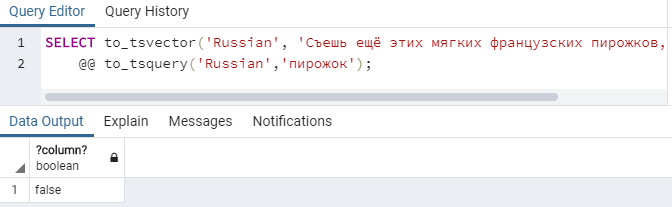 Query Editor Query History
1 SELECT to_tsvector('Russian', 'Съешь ещё этих мягких французских пирожков,
2 @@ to_tsquery('Russian','пирожок');
Data Output Explain Messages Notifications
?column?
boolean
1 false